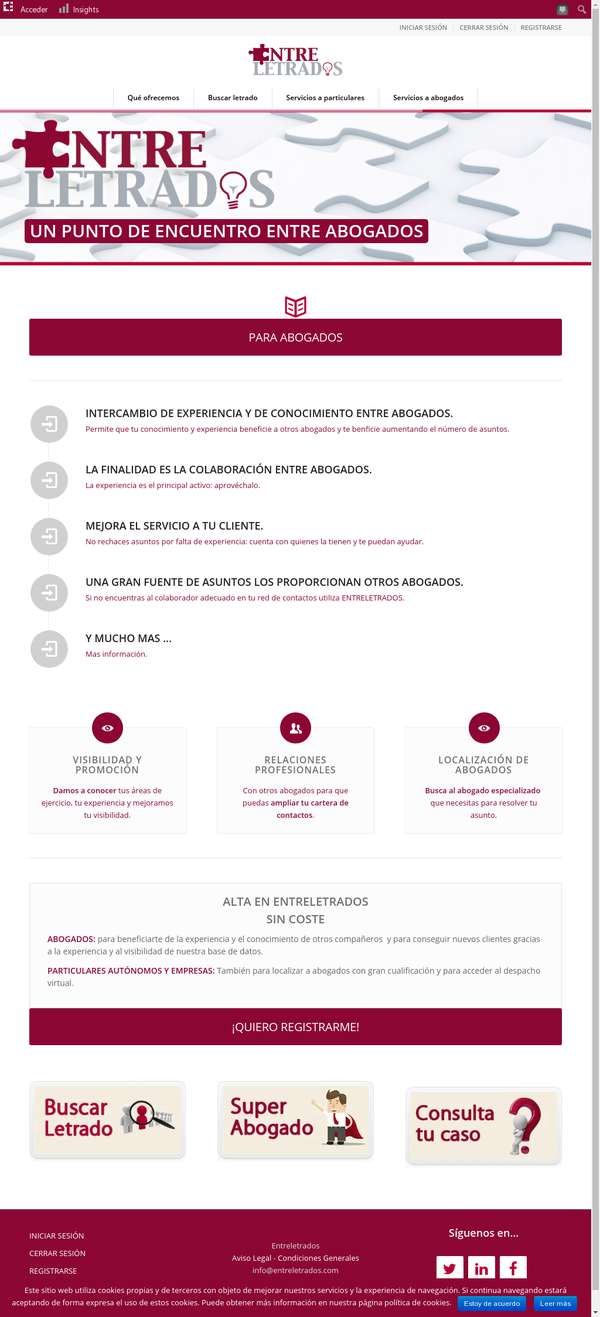 Acceder Insights
INICIAR SESIÓN CERRAR SESIÓN REGISTRARSE
ENTRE
LETRADOS
Qué ofrecemos Buscar letrado Servicios a particulares Servicios a abogados
ENTRE
LETRADOS
UN PUNTO DE ENCUENTRO ENTRE ABOGADOS
PARA ABOGADOS
INTERCAMBIO DE EXPERIENCIA Y DE CONOCIMIENTO ENTRE ABOGADOS.
Permite que tu conocimiento y experiencia beneficie a otros abogados y te benficie aumentando el número de asuntos.
LA FINALIDAD ES LA COLABORACIÓN ENTRE ABOGADOS.
La experiencia es el principal activo: aprovéchalo.
MEJORA EL SERVICIO A TU CLIENTE.
No rechaces asuntos por falta de experiencia: cuenta con quienes la tienen y te puedan ayudar.
UNA GRAN FUENTE DE ASUNTOS LOS PROPORCIONAN OTROS ABOGADOS.
Si no encuentras al colaborador adecuado en tu red de contactos utiliza ENTRELETRADOS.
Y MUCHO MAS ...
Mas información.
VISIBILIDAD Y
PROMOCIÓN
Damos a conocer tus áreas de
ejercicio, tu experiencia y mejoramos
tu visibilidad.
RELACIONES
PROFESIONALES
Con otros abogados para que
puedas ampliar tu cartera de
contactos.
LOCALIZACIÓN DE
ABOGADOS
Busca al abogado especializado
que necesitas para resolver tu
asunto.
ALTA EN ENTRELETRADOS
SIN COSTE
ABOGADOS: para beneficiarte de la experiencia y el conocimiento de otros compañeros y para conseguir nuevos clientes gracias
a la experiencia y al visibilidad de nuestra base de datos.
PARTICULARES AUTÓNOMOS Y EMPRESAS: También para localizar a abogados con gran cualificación y para acceder al despacho
virtual.
¡QUIERO REGISTRARME!
Buscar
Letrado
Super
Abogado
Consulta
tu caso
INICIAR SESIÓN
CERRAR SESIÓN
REGISTRARSE
Entreletrados
Aviso Legal - Condiciones Generales
info@entreletrados.com
Síguenos en...
Este sitio web utiliza cookies propias y de terceros con objeto de mejorar nuestros servicios y la experiencia de navegación. Si continua navegando estará
aceptando de forma expresa el uso de estos cookies. Puede obtener más información en nuestra página política de cookies. Estoy de acuerdo Leer más